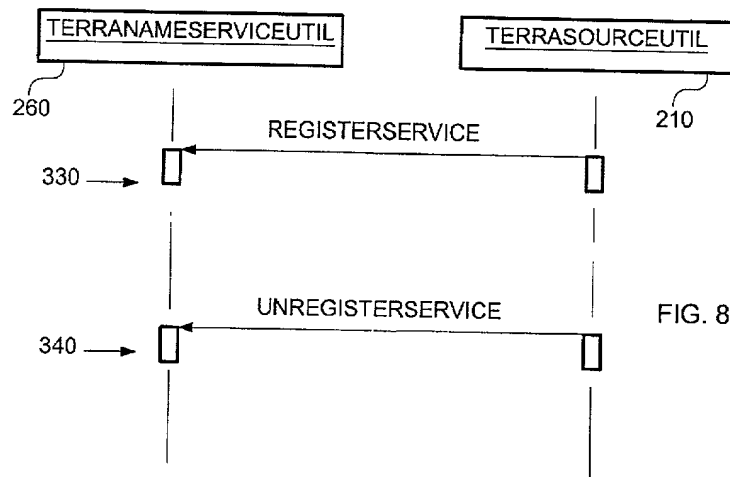 TERRANAMESERVICEUTIL
TERRASOURCEUTIL
260
210
REGISTERSERVICE
330
UNREGISTERSERVICE
FIG. 8
340